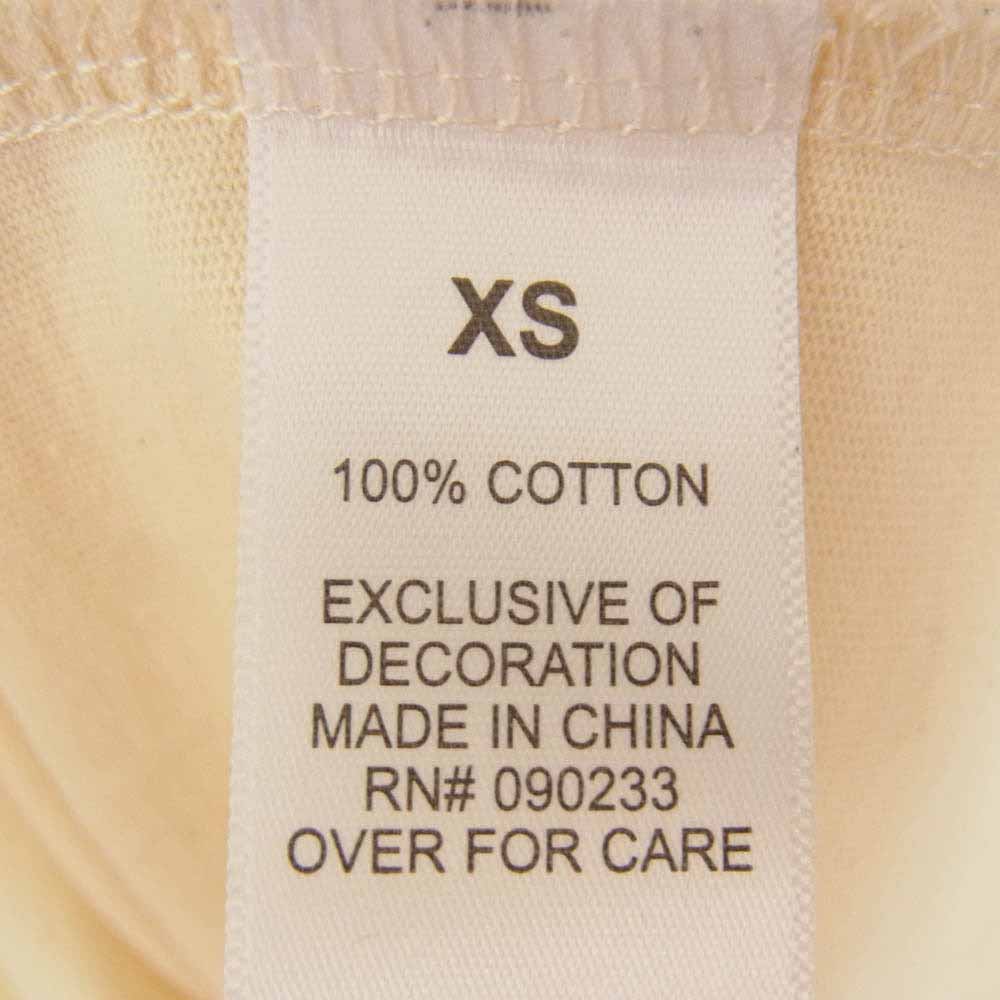 XS
100% COTTON
EXCLUSIVE OF
DECORATION
MADE IN CHINA
RN# 090233
OVER FOR CARE